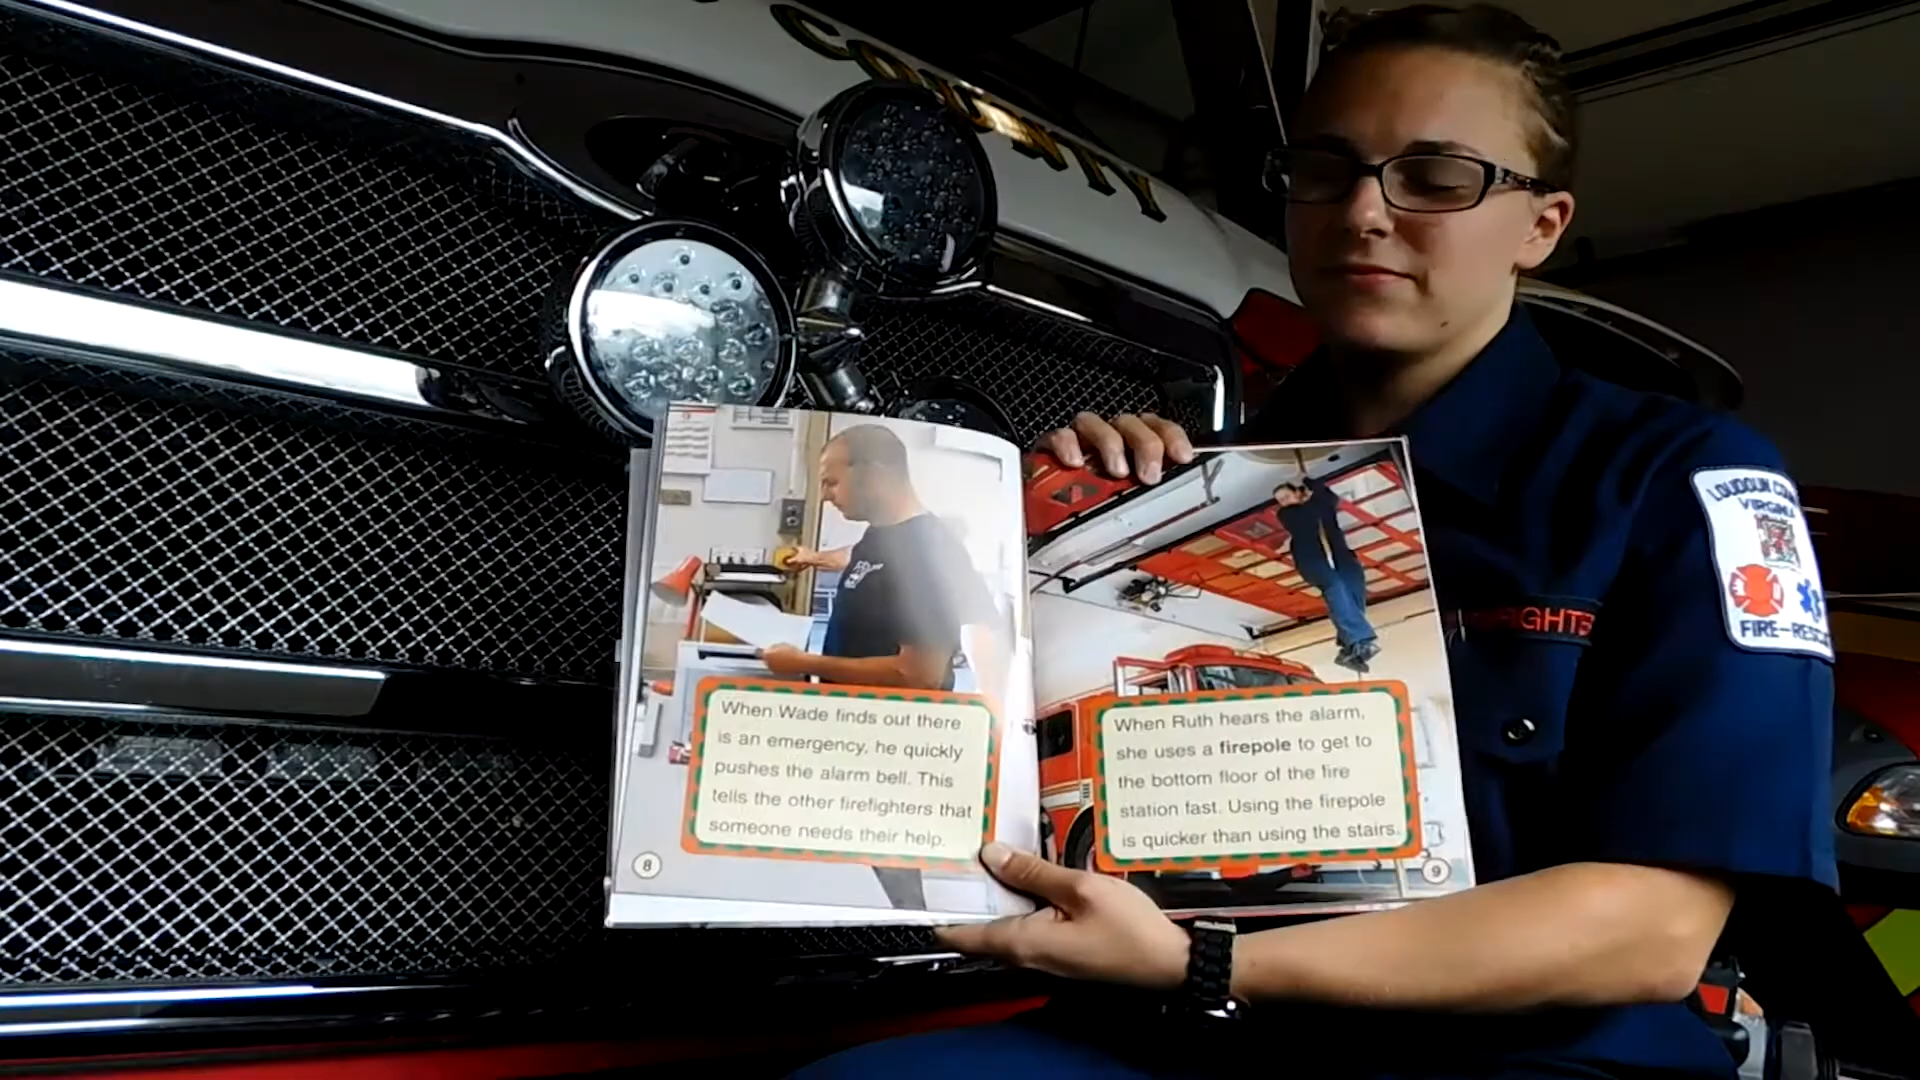 COUNTY
When Wade finds out there
is an emergency, he quickly
pushes the alarm bell. This
tells the other firefighters that
someone needs their help.
8
When Ruth hears the alarm,
she uses a firepole to get to
the bottom floor of the fire
station fast. Using the firepole
is quicker than using the stairs.
9
LOUDOUN
VIRGINIA
FIRE-RESC